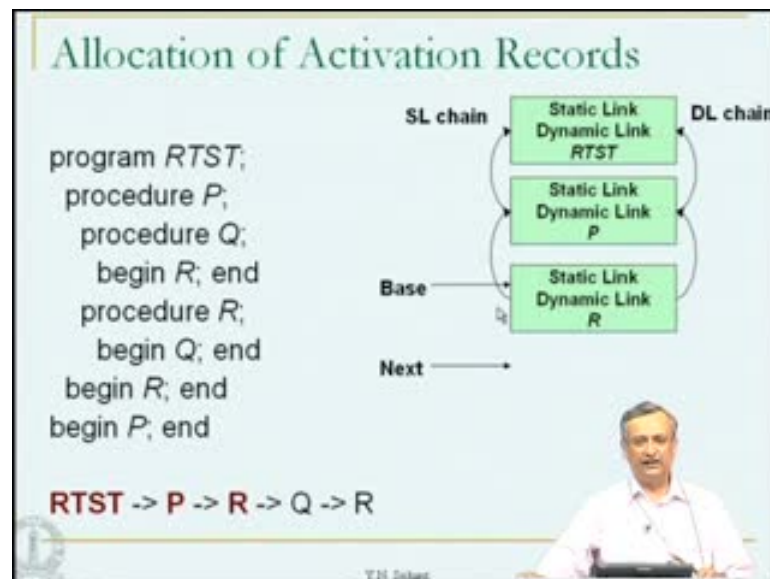 Allocation of Activation Records
program RTST;
procedure P;
procedure Q;
begin R; end
procedure R;
begin Q; end
begin R; end
begin P; end
RTST -> P -> R -> Q -> R
SL chain
DL chain
Static Link
Dynamic Link
RTST
Static Link
Dynamic Link
P
Base
Static Link
Dynamic Link
R
Next